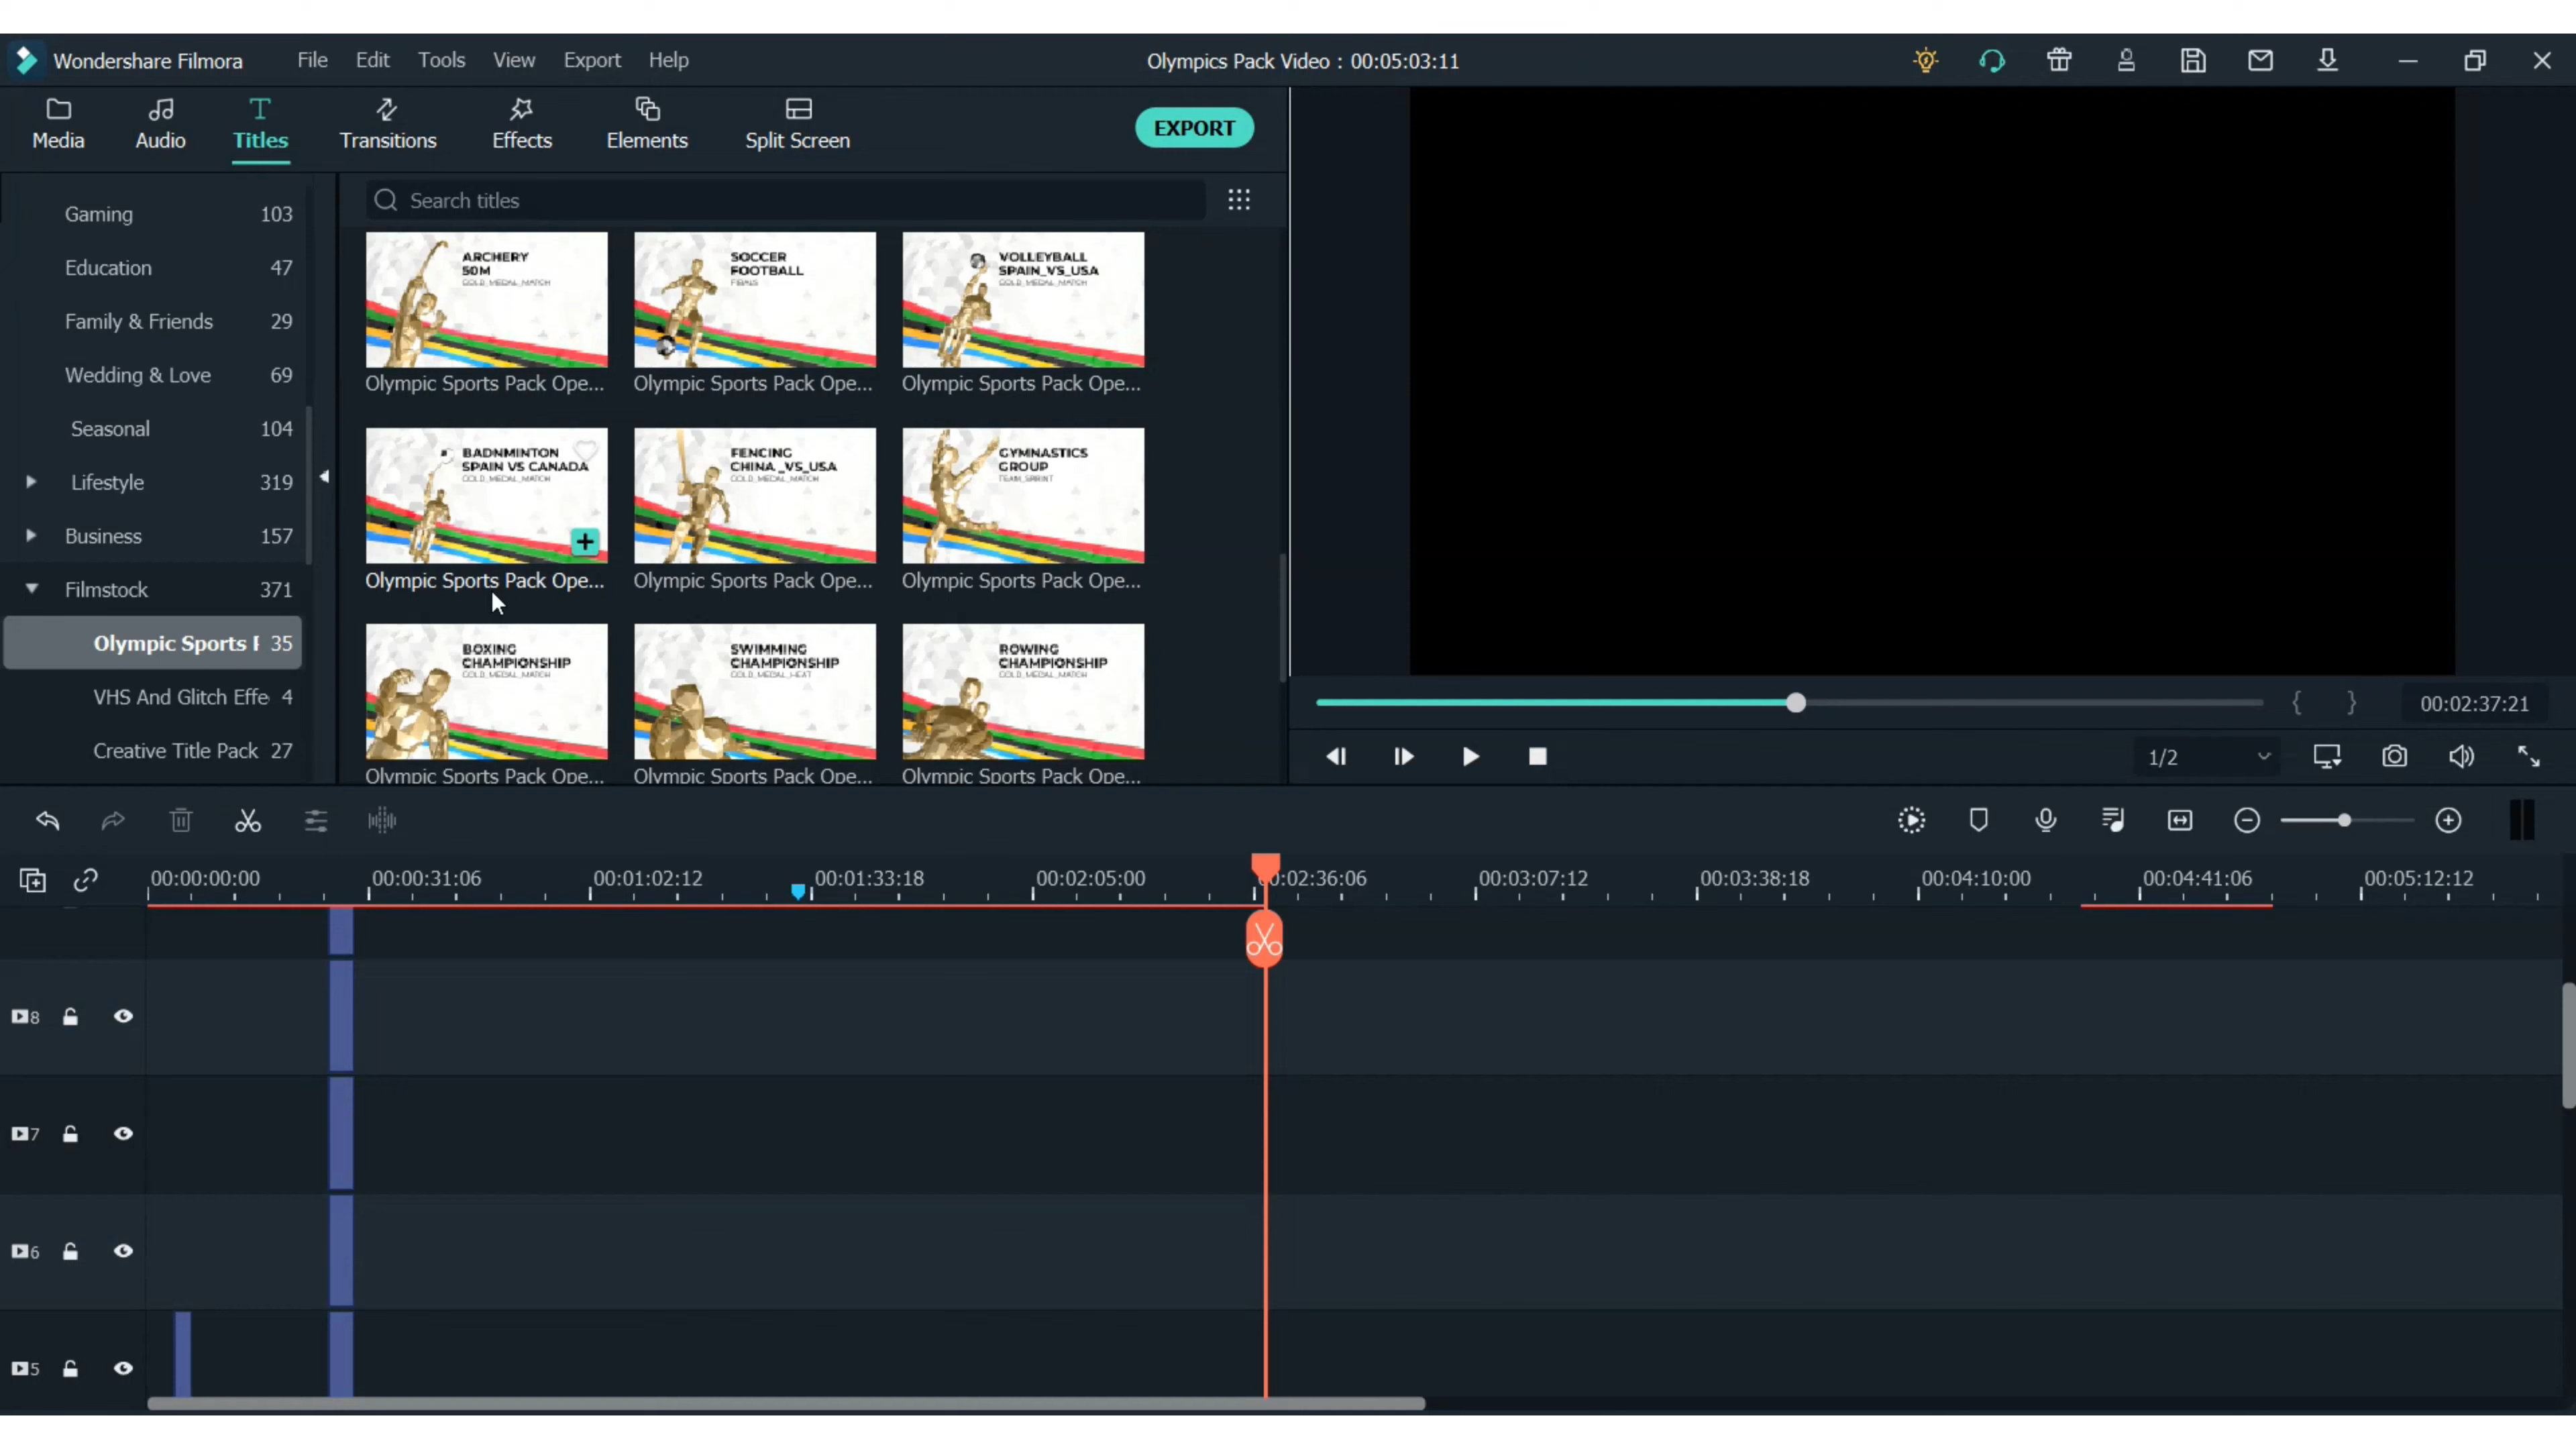 Wondershare Filmora File Edit Tools View Export Help Olympics Pack Video : 00:05:03:11
Media Audio Titles Transitions Effects Elements Split Screen EXPORT
Search titles
Gaming 103
Education 47
Family & Friends 29
Wedding & Love 69
Seasonal 104
Lifestyle 319
Business 157
Filmstock 371
Olympic Sports 35
VHS And Glitch Effe 4
Creative Title Pack 27
ARCHERY
50M
GOLD_MEDAL_MATCH
Olympic Sports Pack Ope...
SOCCER
FOOTBALL
FINALS
Olympic Sports Pack Ope...
VOLLEYBALL
SPAIN_VS_USA
GOLD_MEDAL_MATCH
Olympic Sports Pack Ope...
BADNMINTON
SPAIN VS CANADA
GOLD_MEDAL_MATCH
Olympic Sports Pack Ope...
FENCING
CHINA_VS_USA
GOLD_MEDAL_MATCH
Olympic Sports Pack Ope...
GYMNASTICS
GROUP
TEAM_SPRINT
Olympic Sports Pack Ope...
BOXING
CHAMPIONSHIP
GOLD_MEDAL_MATCH
Olympic Sports Pack Ope...
SWIMMING
CHAMPIONSHIP
GOLD_MEDAL_HEAT
Olympic Sports Pack Ope...
ROWING
CHAMPIONSHIP
GOLD_MEDAL_MATCH
Olympic Sports Pack Ope...
{ } 00:02:37:21
1/2
00:00:00:00 00:00:31:06 00:01:02:12 00:01:33:18 00:02:05:00 00:02:36:06 00:03:07:12 00:03:38:18 00:04:10:00 00:04:41:06 00:05:12:12
8
7
6
5